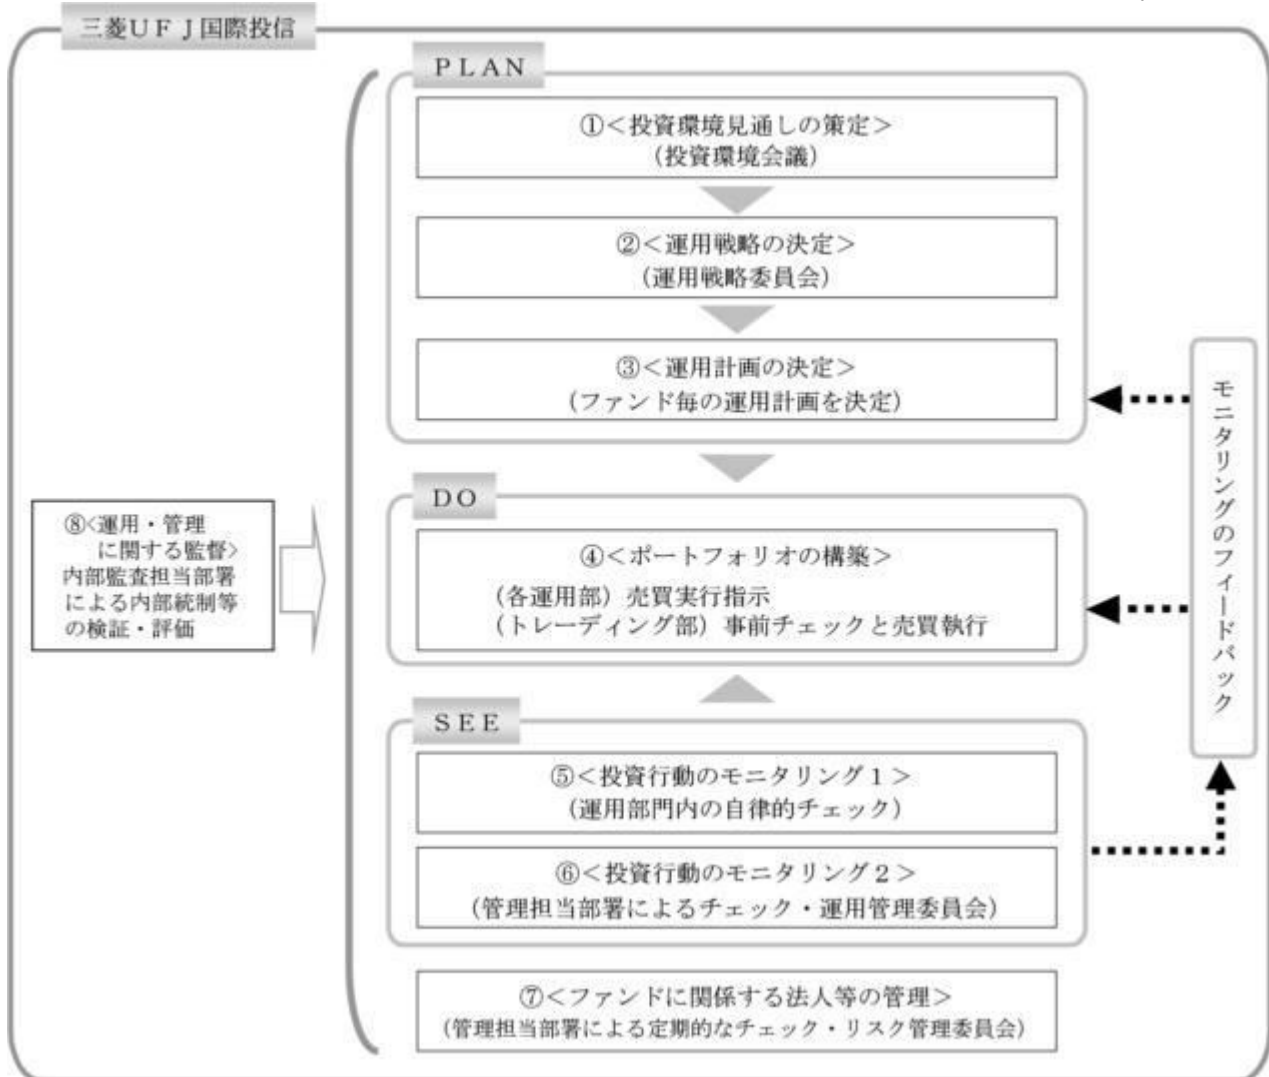 三菱UFJ国際投信
PLAN
①＜投資環境見通しの策定＞
（投資環境会議）
②＜運用戦略の決定＞
（運用戦略委員会）
③＜運用計画の決定＞
（ファンド毎の運用計画を決定）
DO
④＜ポートフォリオの構築＞
（各運用部）売買実行指示
（トレーディング部）事前チェックと売買執行
SEE
⑤＜投資行動のモニタリング１＞
（運用部門内の自律的チェック）
⑥＜投資行動のモニタリング２＞
（管理担当部署によるチェック・運用管理委員会）
⑦＜ファンドに関係する法人等の管理＞
（管理担当部署による定期的なチェック・リスク管理委員会）
⑧＜運用・管理
に関する監督＞
内部監査担当部署
による内部統制等
の検証・評価
モニタリングのフィードバック